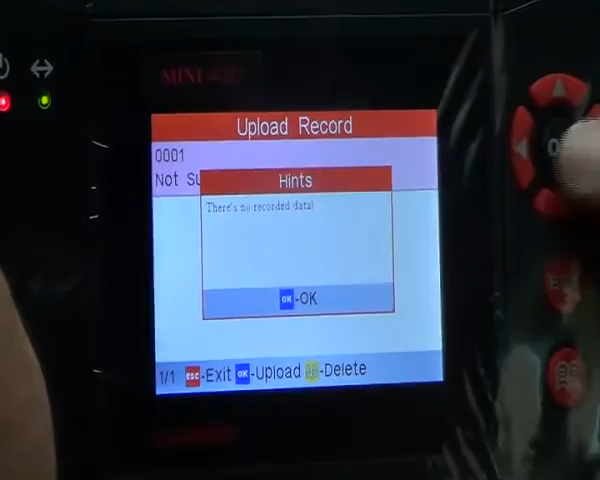 MINI
Upload Record
0001
Not Su
Hints
There's no recorded data!
OK-OK
1/1 ESC-Exit OK-Upload -Delete